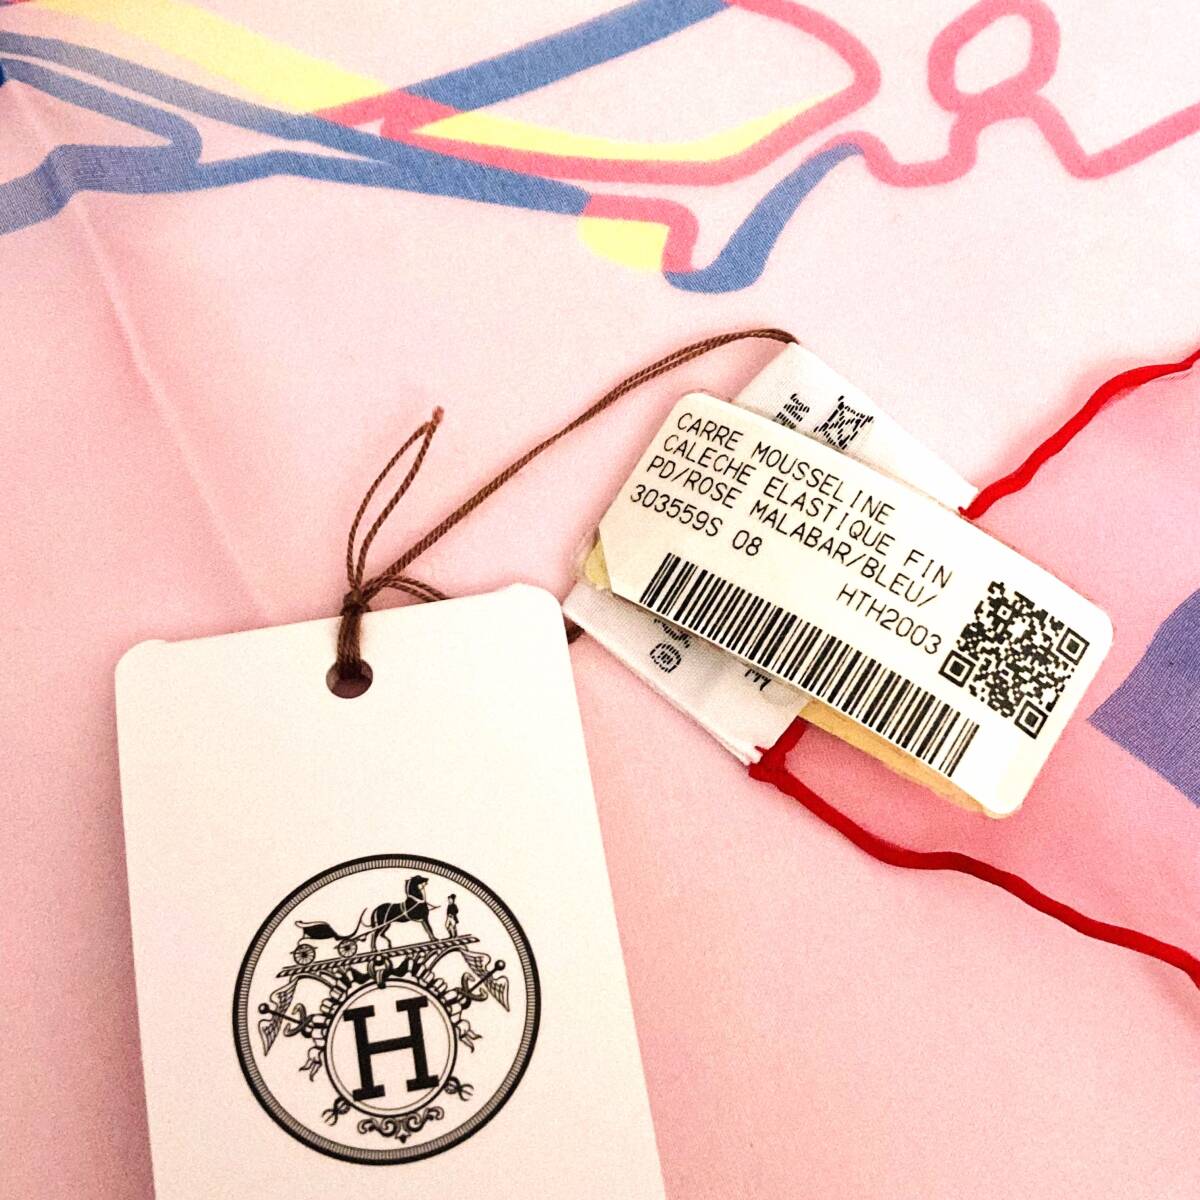 CARRE MOUSSELINE
CALECHE ELASTIQUE FIN
PD/ROSE MALABAR/BLEU/
303559S 08
HTH2003
H